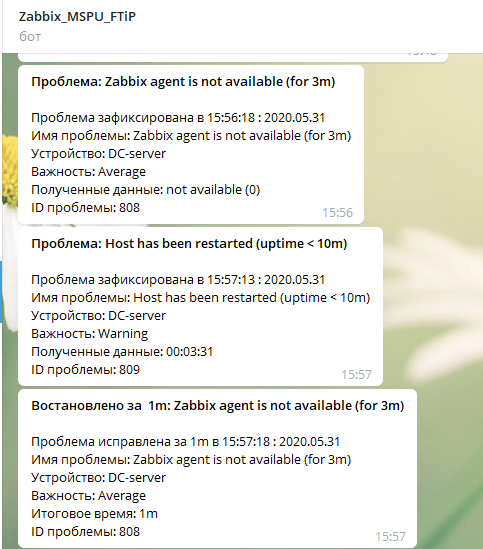 Zabbix_MSPU_FTiP
бот
Проблема: Zabbix agent is not available (for 3m)
Проблема зафиксирована в 15:56:18 : 2020.05.31
Имя проблемы: Zabbix agent is not available (for 3m)
Устройство: DC-server
Важность: Average
Полученные данные: not available (0)
ID проблемы: 808
15:56
Проблема: Host has been restarted (uptime < 10m)
Проблема зафиксирована в 15:57:13 : 2020.05.31
Имя проблемы: Host has been restarted (uptime < 10m)
Устройство: DC-server
Важность: Warning
Полученные данные: 00:03:31
ID проблемы: 809
15:57
Востановлено за  1m: Zabbix agent is not available (for 3m)
Проблема исправлена за 1m в 15:57:18 : 2020.05.31
Имя проблемы: Zabbix agent is not available (for 3m)
Устройство: DC-server
Важность: Average
Итоговое время: 1m
ID проблемы: 808
15:57